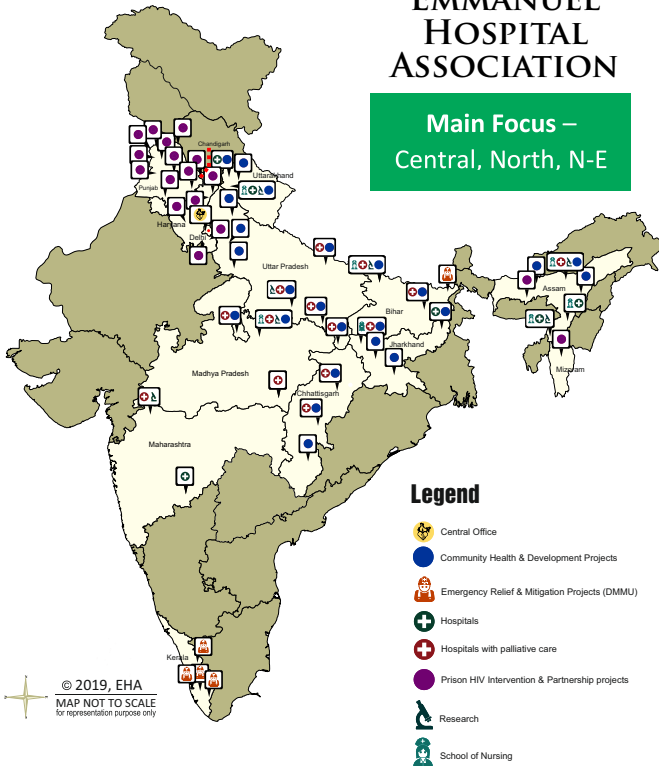 EMMANUEL
HOSPITAL
ASSOCIATION
Main Focus –
Central, North, N-E
Chandigarh
Uttarakhand
Punjab
Haryana
Delhi
Uttar Pradesh
Assam
Bihar
Jharkhand
Mizoram
Madhya Pradesh
Chhattisgarh
Maharashtra
Legend
Central Office
Community Health & Development Projects
Emergency Relief & Mitigation Projects (DMMU)
Hospitals
Hospitals with palliative care
Kerala
Prison HIV Intervention & Partnership projects
© 2019, EHA
MAP NOT TO SCALE
for representation purpose only
Research
School of Nursing